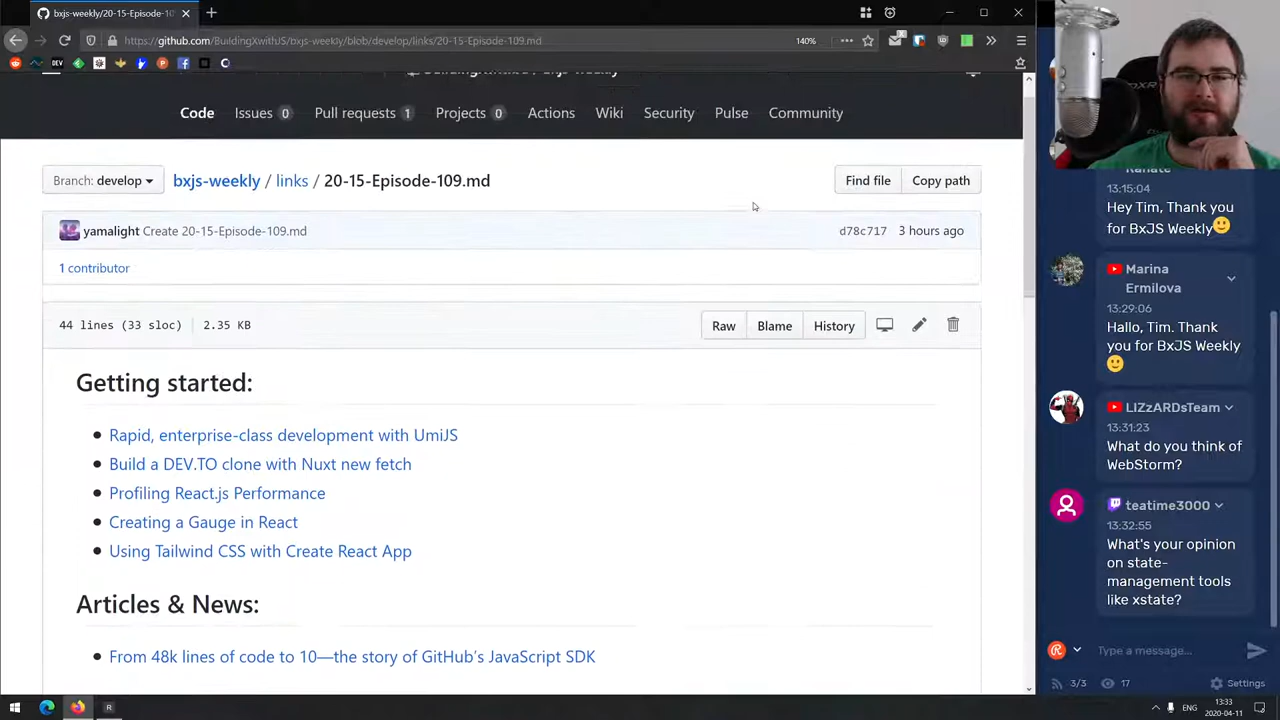 bxjs-weekly/20-15-Episode-10
https://github.com/BuildingXwithJS/bxjs-weekly/blob/develop/links/20-15-Episode-109.md
140%
DEV
Code
Issues 0
Pull requests 1
Projects 0
Actions
Wiki
Security
Pulse
Community
Branch: develop
bxjs-weekly / links / 20-15-Episode-109.md
Find file
Copy path
yamalight Create 20-15-Episode-109.md
d78c717 3 hours ago
1 contributor
44 lines (33 sloc) 2.35 KB
Raw
Blame
History
Getting started:
Rapid, enterprise-class development with UmiJS
Build a DEV.TO clone with Nuxt new fetch
Profiling React.js Performance
Creating a Gauge in React
Using Tailwind CSS with Create React App
Articles & News:
From 48k lines of code to 10—the story of GitHub's JavaScript SDK
13:15:04
Hey Tim, Thank you
for BxJS Weekly
Marina
Ermilova
13:29:06
Hallo, Tim. Thank
you for BxJS Weekly
LIZzARDsTeam
13:31:23
What do you think of
WebStorm?
teatime3000
13:32:55
What's your opinion
on state-
management tools
like xstate?
Type a message...
3/3
17
Settings
ENG
13:33
2020-04-11